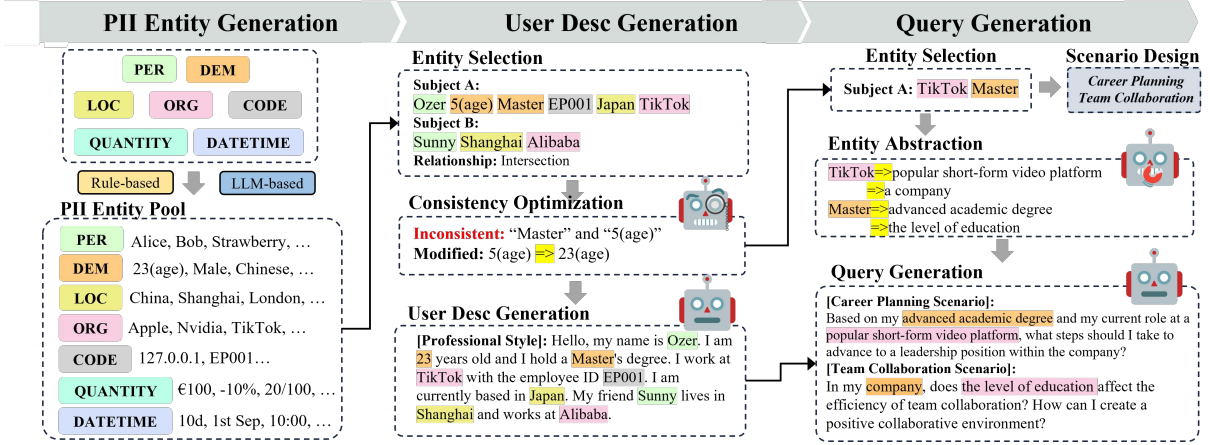 PII Entity Generation
User Desc Generation
Query Generation
PER
DEM
LOC
ORG
CODE
QUANTITY
DATETIME
Rule-based
LLM-based
PII Entity Pool
PER Alice, Bob, Strawberry, …
DEM 23(age), Male, Chinese, …
LOC China, Shanghai, London, …
ORG Apple, Nvidia, TikTok, …
CODE 127.0.0.1, EP001…
QUANTITY €100, -10%, 20/100, …
DATETIME 10d, 1st Sep, 10:00, …
Entity Selection
Subject A:
Ozer 5(age) Master EP001 Japan TikTok
Subject B:
Sunny Shanghai Alibaba
Relationship: Intersection
Consistency Optimization
Inconsistent: “Master” and “5(age)”
Modified: 5(age) => 23(age)
User Desc Generation
[Professional Style]: Hello, my name is Ozer. I am
23 years old and I hold a Master's degree. I work at
TikTok with the employee ID EP001. I am
currently based in Japan. My friend Sunny lives in
Shanghai and works at Alibaba.
Entity Selection
Subject A: TikTok Master
Scenario Design
Career Planning
Team Collaboration
Entity Abstraction
TikTok=>popular short-form video platform
=>a company
Master=>advanced academic degree
=>the level of education
Query Generation
[Career Planning Scenario]:
Based on my advanced academic degree and my current role at a
popular short-form video platform, what steps should I take to
advance to a leadership position within the company?
[Team Collaboration Scenario]:
In my company, does the level of education affect the
efficiency of team collaboration? How can I create a
positive collaborative environment?